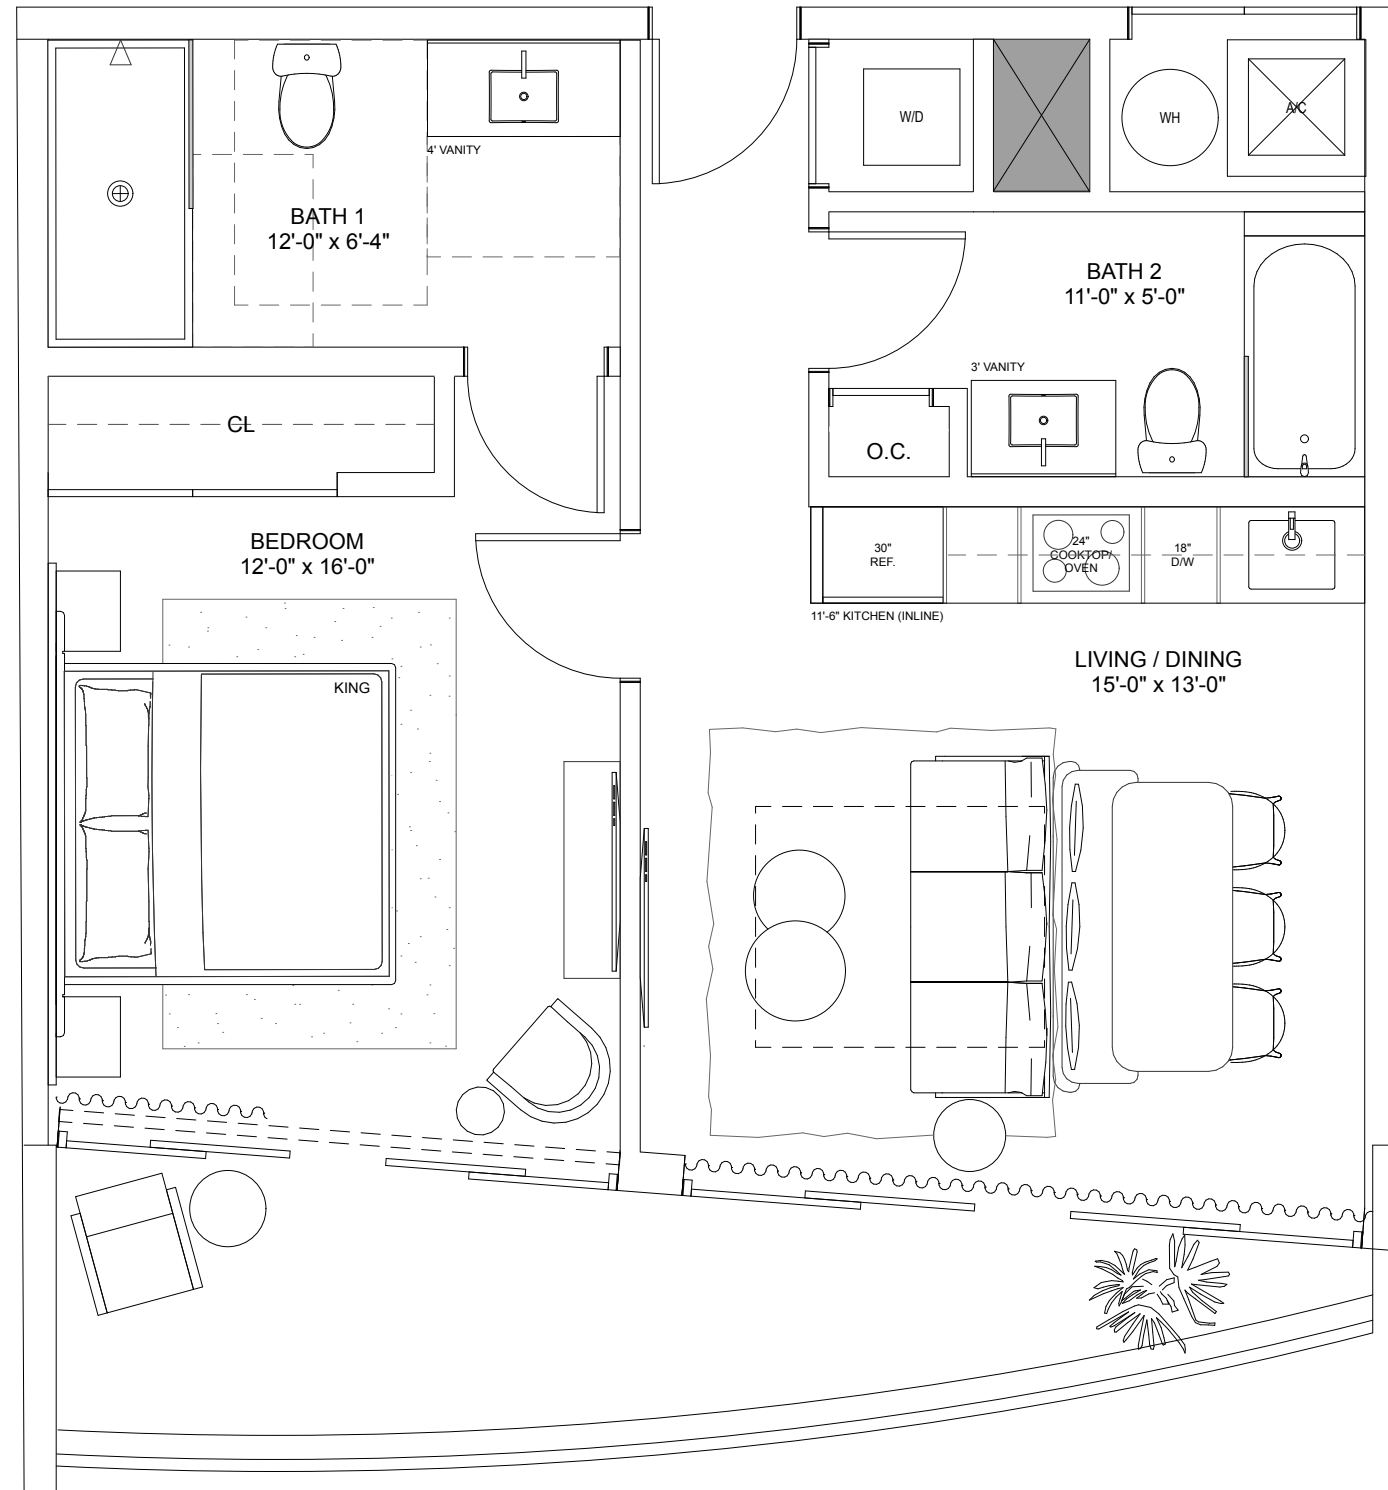 W/D
WH
A/C
4' VANITY
BATH 1
12'-0" x 6'-4"
BATH 2
11'-0" x 5'-0"
3' VANITY
CL
O.C.
BEDROOM
12'-0" x 16'-0"
30"
REF.
24"
COOKTOP/
OVEN
18"
D/W
11'-6" KITCHEN (INLINE)
LIVING / DINING
15'-0" x 13'-0"
KING